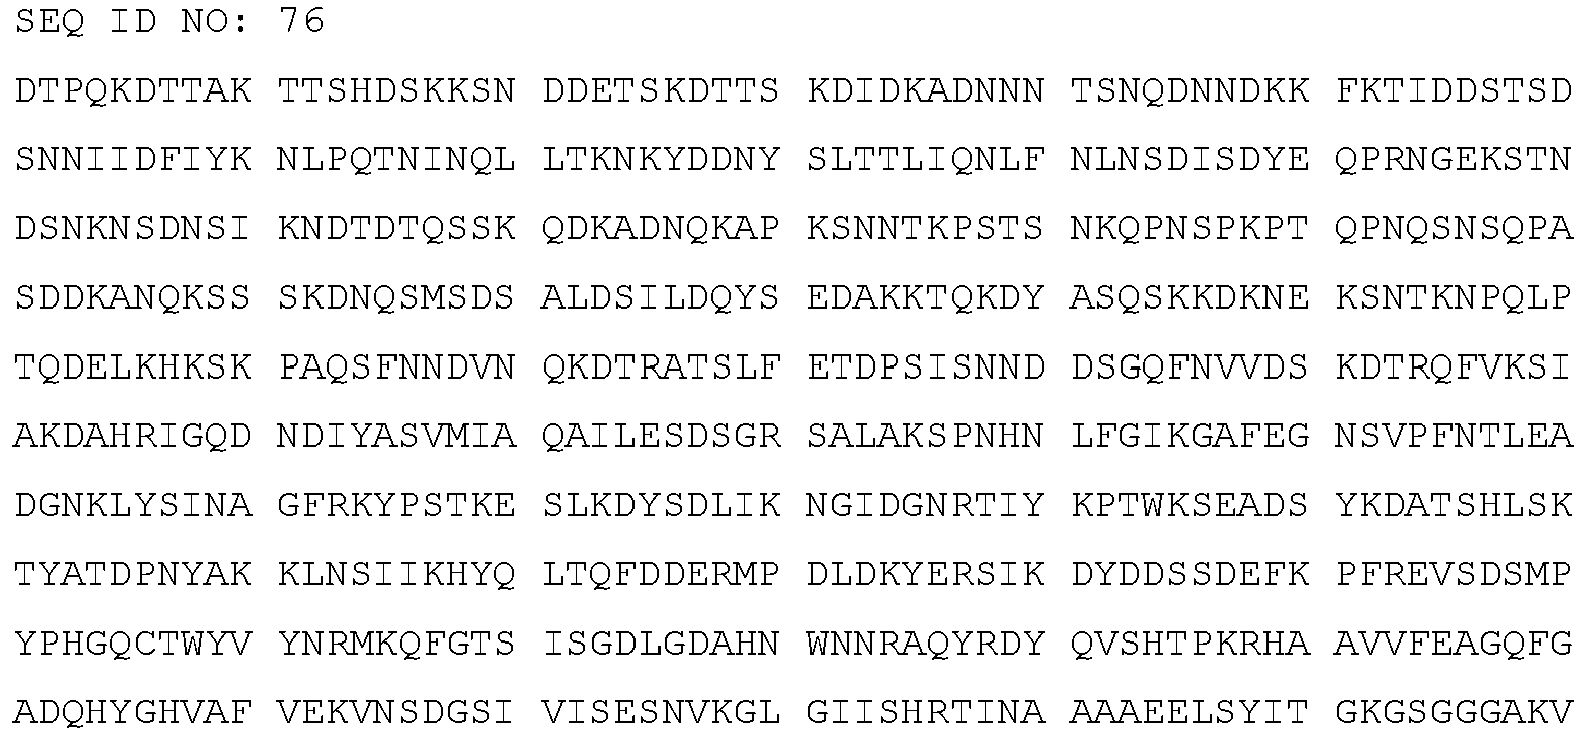 SEQ ID NO: 76
DTPQKDTTAK TTSHDSKKSN DDETSKDTTS KDIDKADNNN TSNQDNNDKK FKTIDDSTSD
SNNIIDFIYK NLPQTNINQL LTKNKYDDNY SLTTLIQNLF NLNSDISDYE QPRNGEKSTN
DSNKNSDNSI KNDTDTQSSK QDKADNQKAP KSNNTKPSTS NKQPNSPKPT QPNQSNSQPA
SDDKANQKSS SKDNQSMSDS ALDSILDQYS EDAKKTQKDY ASQSKKDKNE KSNTKNPQLP
TQDELKHKSK PAQSFNNDVN QKDTRATSLF ETDPSISNND DSGQFNVVDS KDTRQFVKSI
AKDAHRIGQD NDIYASVMIA QAILESDSGR SALAKSPNHN LFGIKGAFEG NSVPFNTLEA
DGNKLYSINA GFRKYPSTKE SLKDYSDLIK NGIDGNRTIY KPTWKSEADS YKDATSHLSK
TYATDPNYAK KLNSIIKHYQ LTQFDDERMP DLDKYERSIK DYDDSSDEFK PFREVSDSMP
YPHGQCTWYV YNRMKQFGTS ISGDLGDAHN WNNRAQYRDY QVSHTPKRHA AVVFEAGQFG
ADQHYGHVAF VEKVNSDGSI VISESNVKGL GIISHRTINA AAAEELSYIT GKGSGGGAKV